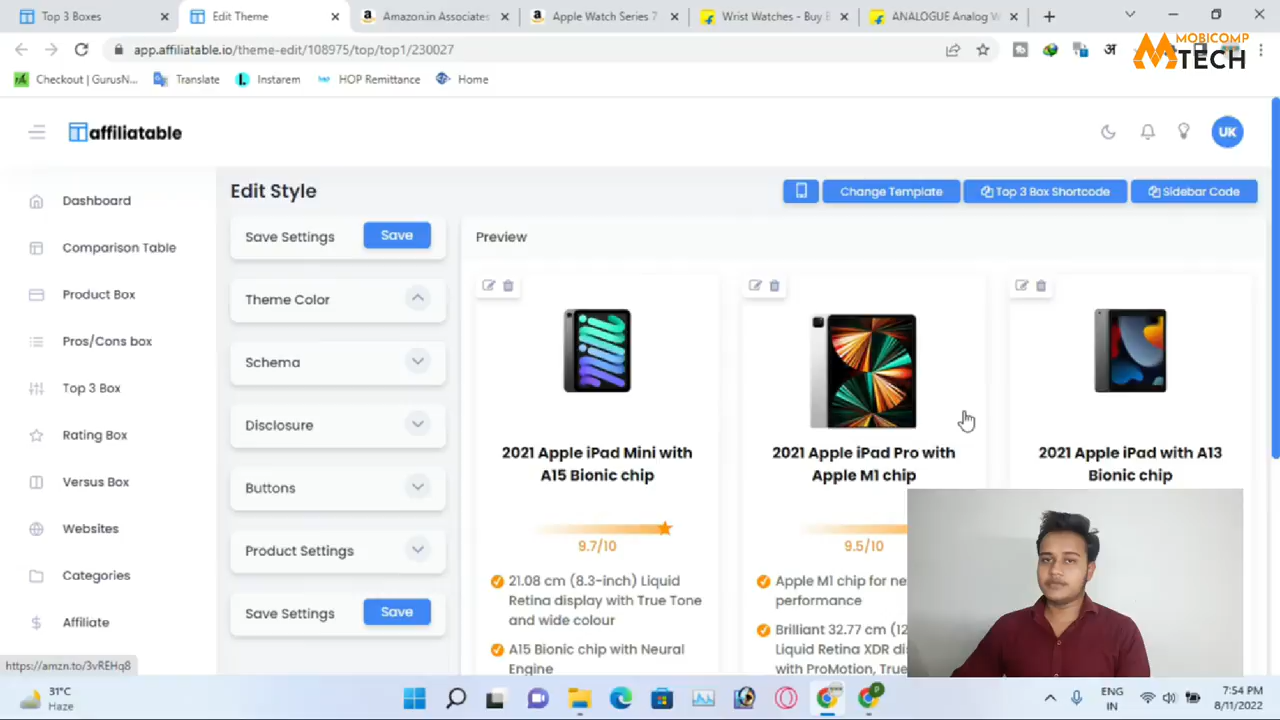 Top 3 Boxes
Edit Theme
Amazon.in Associates
Apple Watch Series 7
Wrist Watches - Buy
ANALOGUE Analog W
app.affiliatable.io/theme-edit/108975/top/top1/230027
अ
MOBICOMP
TECH
Checkout | GurusN...
Translate
Instarem
HOP Remittance
Home
affiliatable
UK
Dashboard
Comparison Table
Product Box
Pros/Cons box
Top 3 Box
Rating Box
Versus Box
Websites
Categories
Affiliate
Edit Style
Change Template
Top 3 Box Shortcode
Sidebar Code
Save Settings
Save
Theme Color
Schema
Disclosure
Buttons
Product Settings
Save Settings
Save
Preview
2021 Apple iPad Mini with
A15 Bionic chip
9.7/10
21.08 cm (8.3-inch) Liquid
Retina display with True Tone
and wide colour
A15 Bionic chip with Neural
Engine
2021 Apple iPad Pro with
Apple M1 chip
9.5/10
Apple M1 chip for ne
performance
Brilliant 32.77 cm (12
Liquid Retina XDR di
with ProMotion, True
2021 Apple iPad with A13
Bionic chip
https://amzn.to/3vREHq8
31°C
Haze
ENG
IN
7:54 PM
8/11/2022